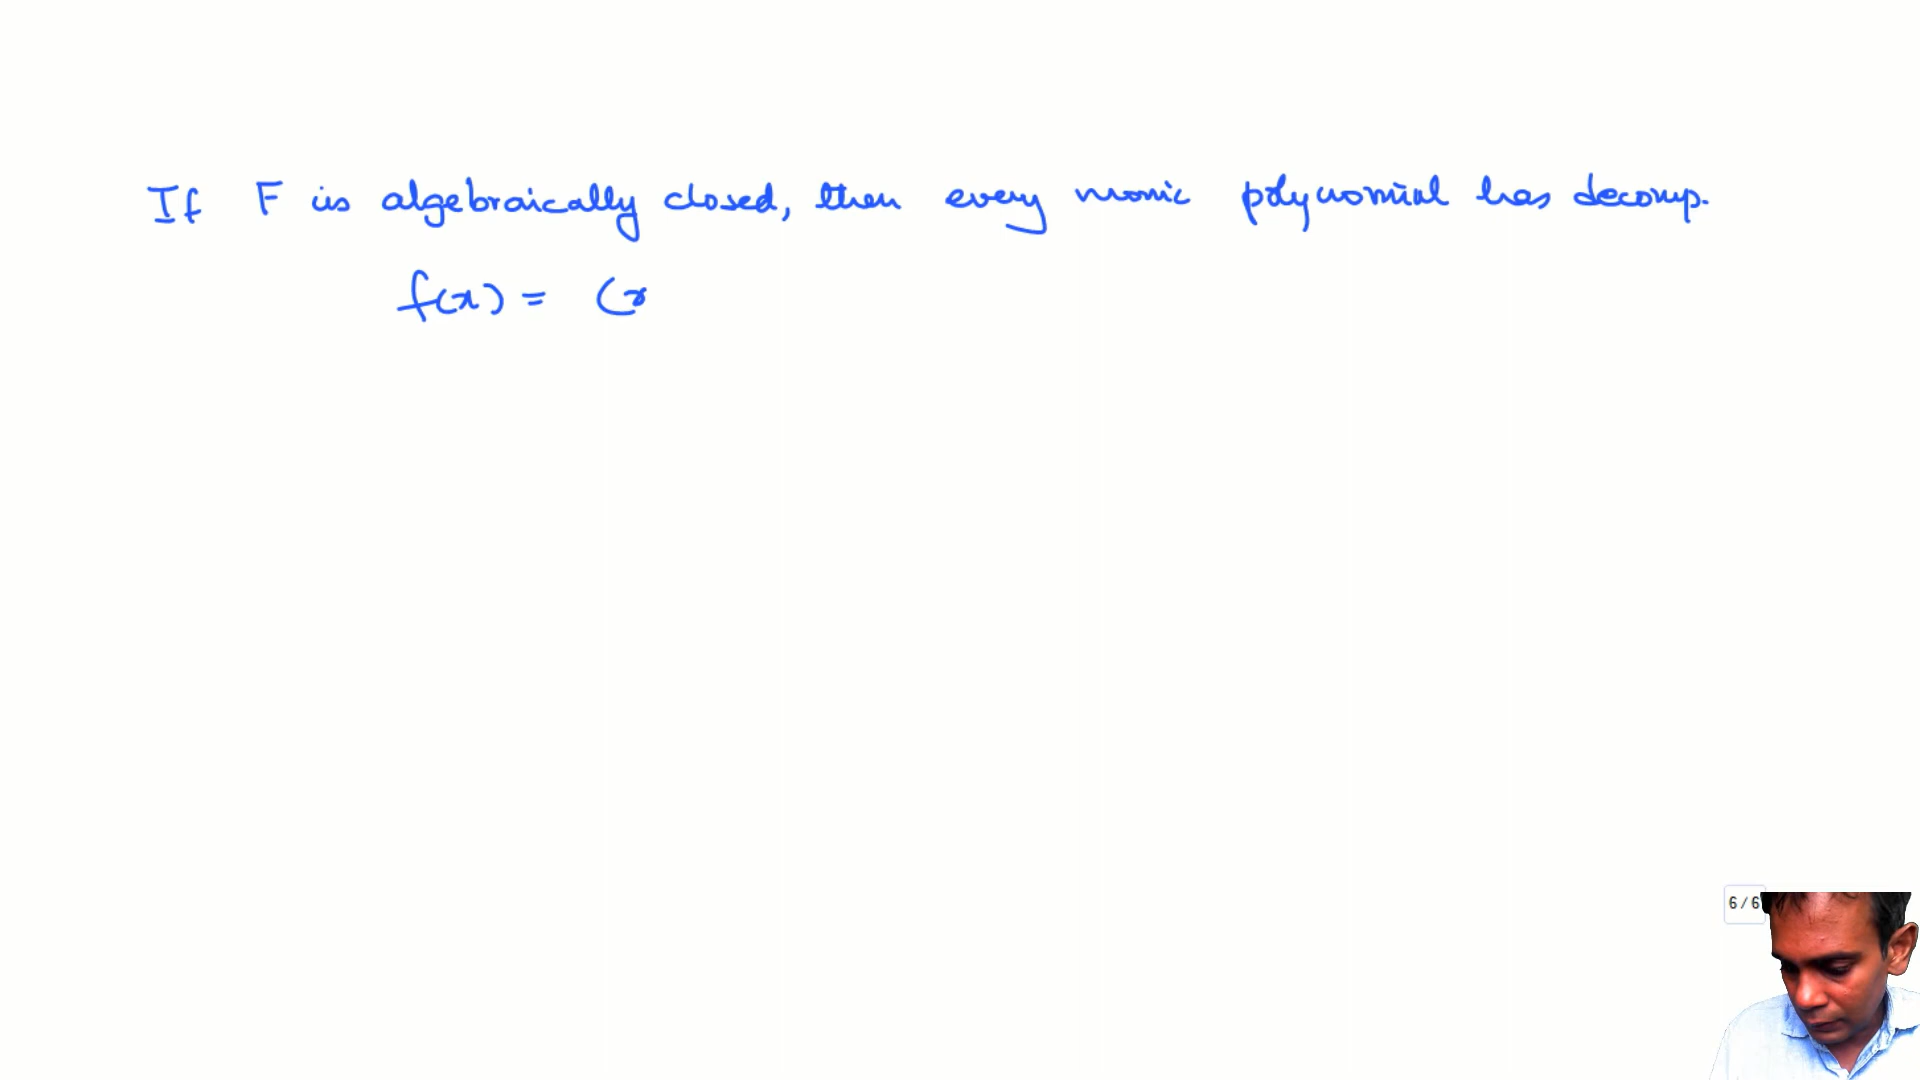 If F is algebraically closed, then every monic polynomial has decomp.
f(x) = (x
6/6